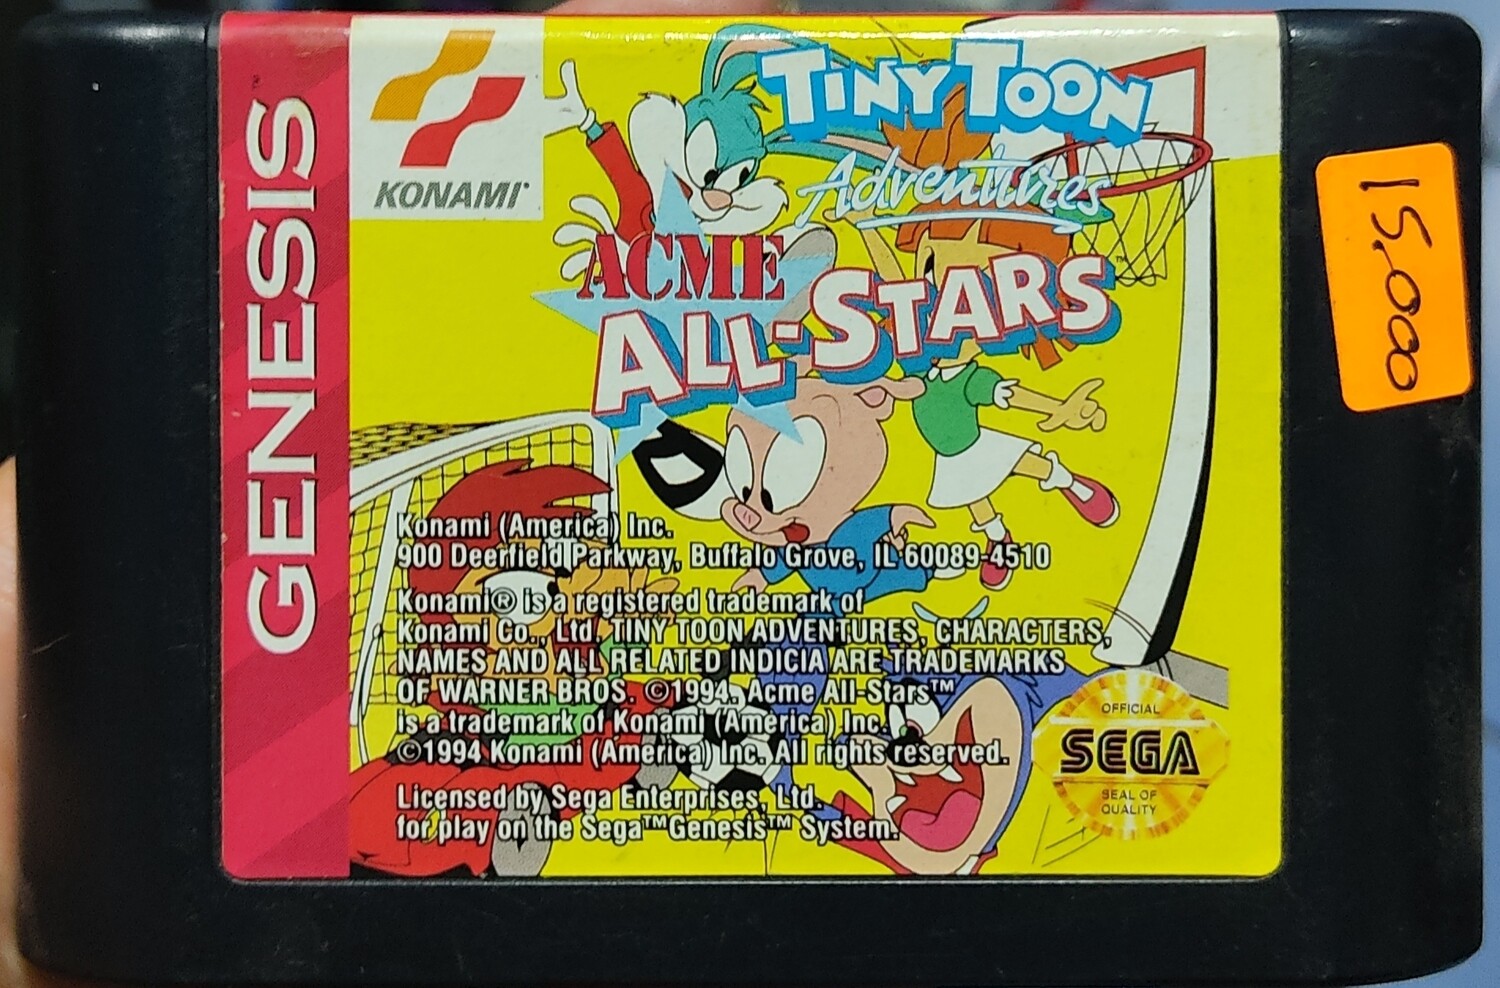 GENESIS
KONAMI
TINY TOON
Adventures
ACME
ALL-STARS
Konami (America) Inc.
900 Deerfield Parkway, Buffalo Grove, IL 60089-4510
Konami® is a registered trademark of
Konami Co., Ltd. TINY TOON ADVENTURES, CHARACTERS,
NAMES AND ALL RELATED INDICIA ARE TRADEMARKS
OF WARNER BROS. ©1994. Acme All-Stars™
is a trademark of Konami (America) Inc.
©1994 Konami (America) Inc. All rights reserved.
Licensed by Sega Enterprises, Ltd.
for play on the Sega™ Genesis™ System.
OFFICIAL
SEGA
SEAL OF
QUALITY
15,000